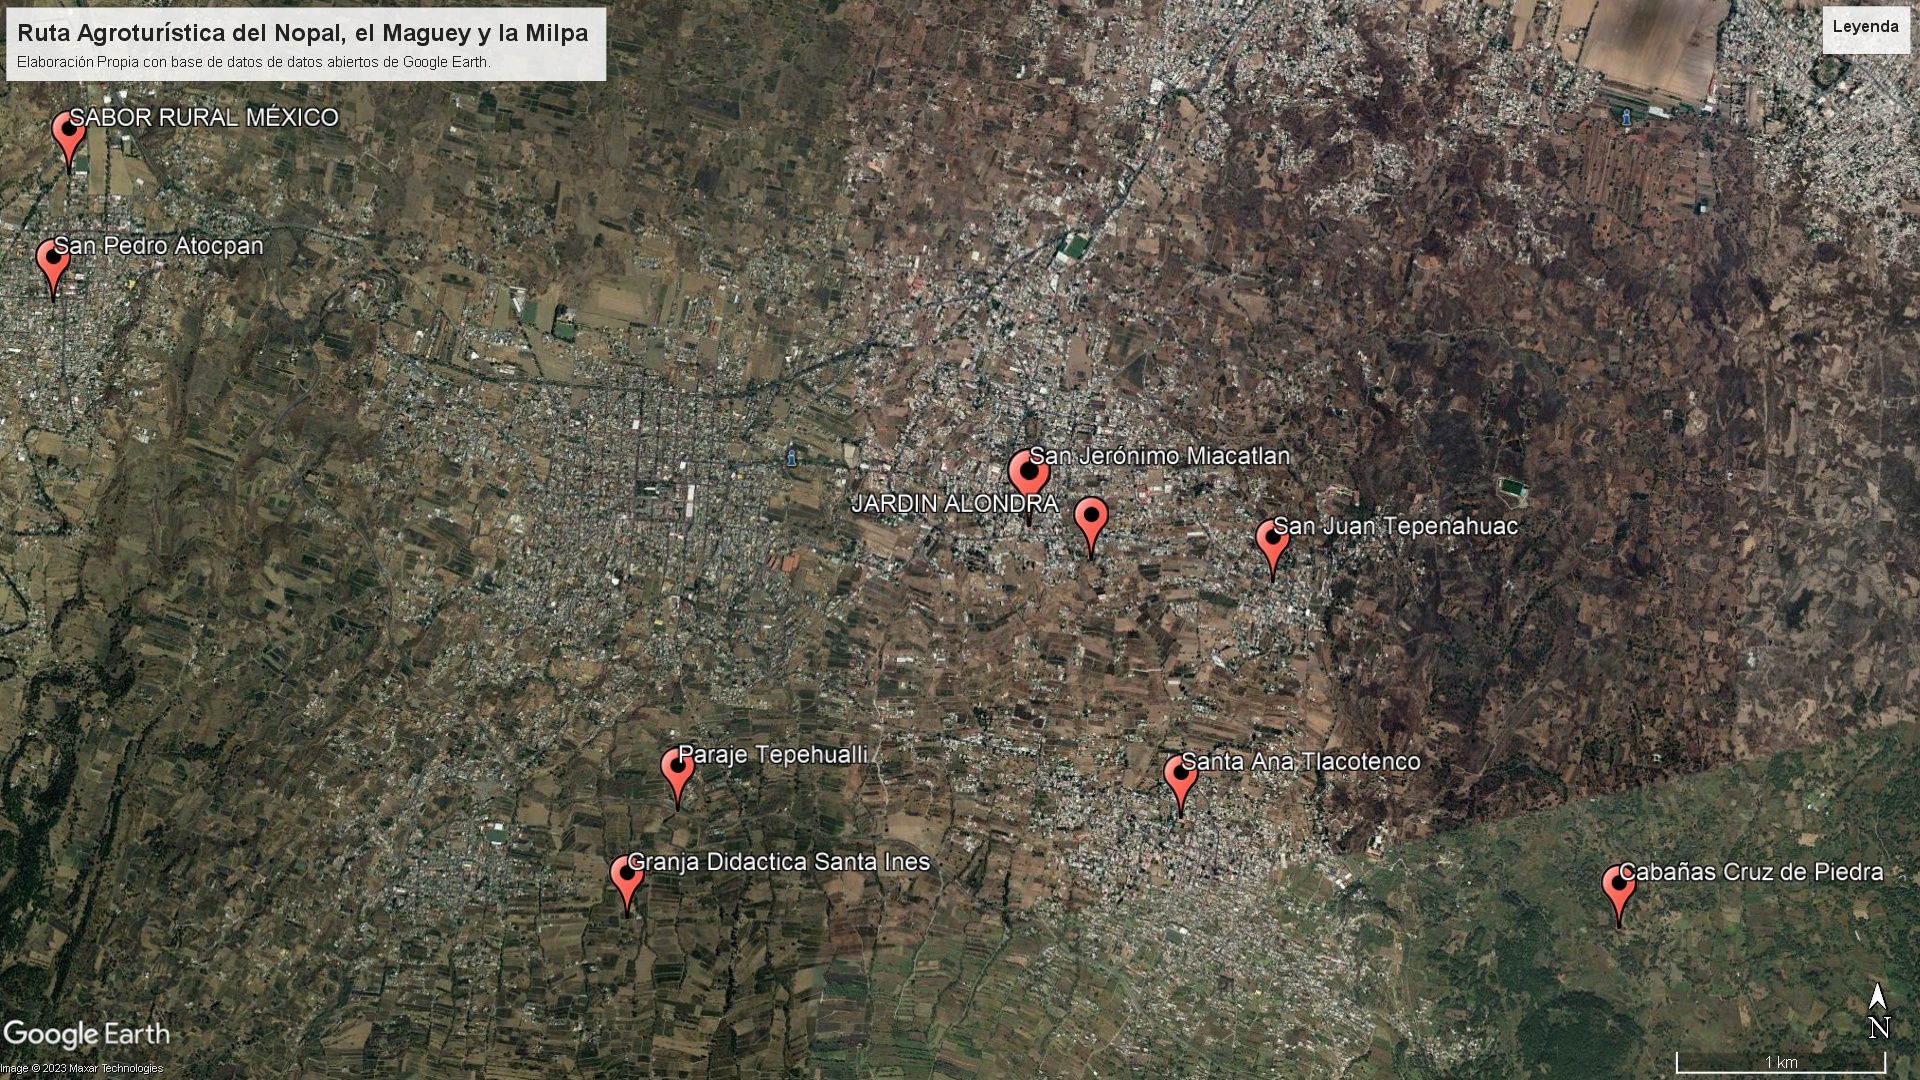 Ruta Agroturística del Nopal, el Maguey y la Milpa
Elaboración Propia con base de datos de datos abiertos de Google Earth.
Leyenda
SABOR RURAL MÉXICO
San Pedro Atocpan
San Jerónimo Miacatlan
JARDIN ALONDRA
San Juan Tepenahuac
Paraje Tepehualli
Santa Ana Tlacotenco
Granja Didactica Santa Ines
Cabañas Cruz de Piedra
N
Google Earth
1 km
Image © 2023 Maxar Technologies